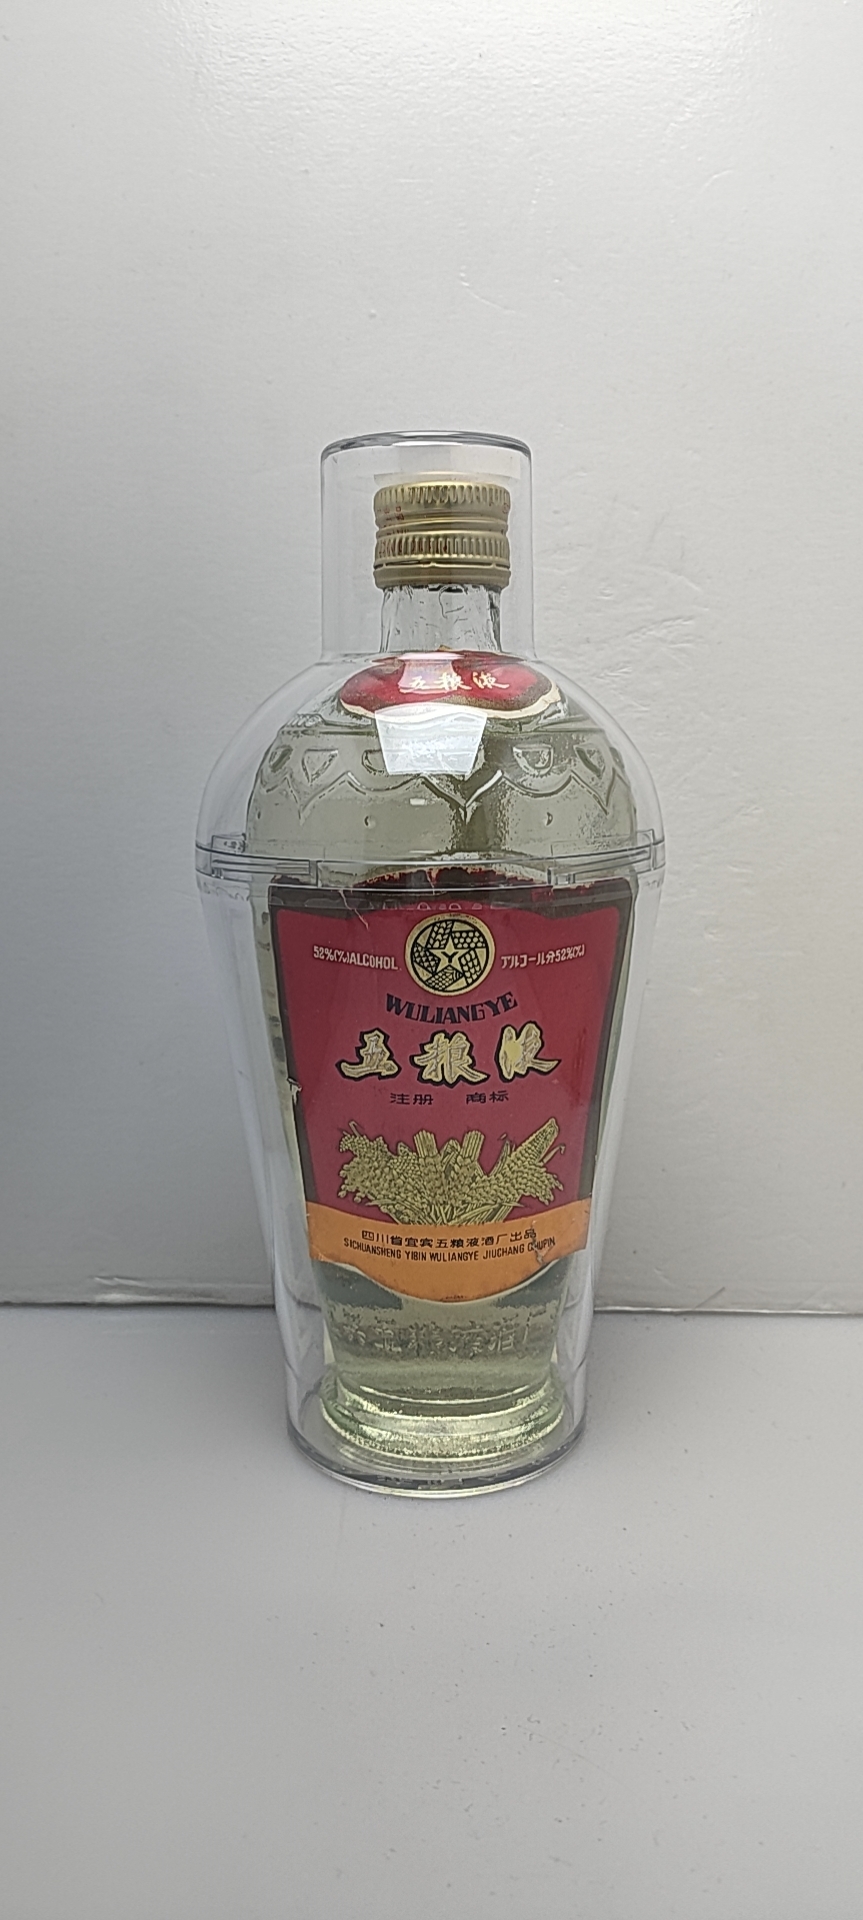 五粮液
52%(%)ALCOHOL
Y
アルコール分52%(%)
WULIANGYE
五粮液
注册 商标
四川省宜宾五粮液酒厂出品
SICHUANSHENG YIBIN WULIANGYE JIUCHANG CHUPIN